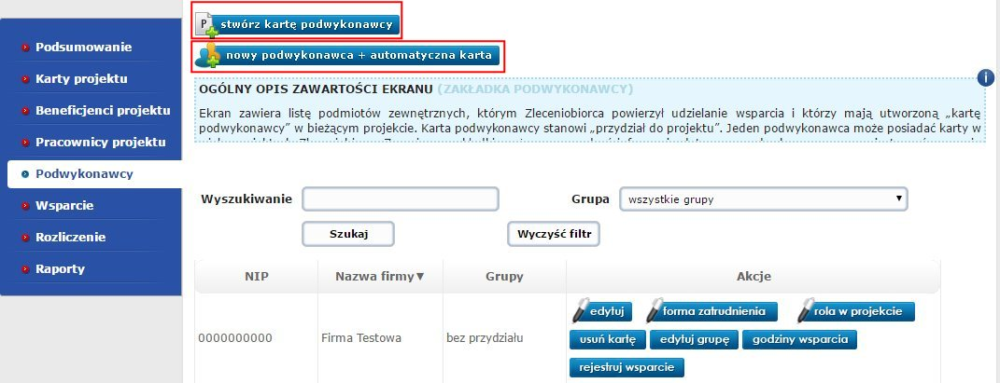 stwórz kartę podwykonawcy
nowy podwykonawca + automatyczna karta
Podsumowanie
Karty projektu
Beneficjenci projektu
Pracownicy projektu
Podwykonawcy
Wsparcie
Rozliczenie
Raporty
i
OGÓLNY OPIS ZAWARTOŚCI EKRANU (ZAKŁADKA PODWYKONAWCY)
Ekran zawiera listę podmiotów zewnętrznych, którym Zleceniobiorca powierzył udzielanie wsparcia i którzy mają utworzoną „kartę
podwykonawcy” w bieżącym projekcie. Karta podwykonawcy stanowi „przydział do projektu”. Jeden podwykonawca może posiadać karty w
Wyszukiwanie Grupa wszystkie grupy
Szukaj Wyczyść filtr
NIP Nazwa firmy▼ Grupy Akcje
0000000000 Firma Testowa bez przydziału
edytuj forma zatrudnienia rola w projekcie
usuń kartę edytuj grupę godziny wsparcia
rejestruj wsparcie